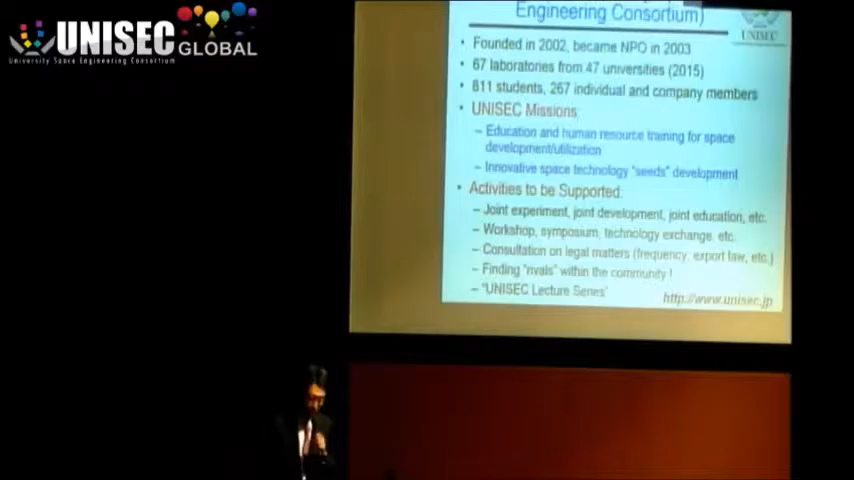 UNISEC GLOBAL
University Space Engineering Consortium
Engineering Consortium)
UNISEC
• Founded in 2002, became NPO in 2003
• 67 laboratories from 47 universities (2015)
• 811 students, 267 individual and company members
• UNISEC Missions:
– Education and human resource training for space
development/utilization
– Innovative space technology "seeds" development
• Activities to be Supported:
– Joint experiment, joint development, joint education, etc.
– Workshop, symposium, technology exchange, etc.
– Consultation on legal matters (frequency, export law, etc.)
– Finding "rivals" within the community !
– "UNISEC Lecture Series"
http://www.unisec.jp